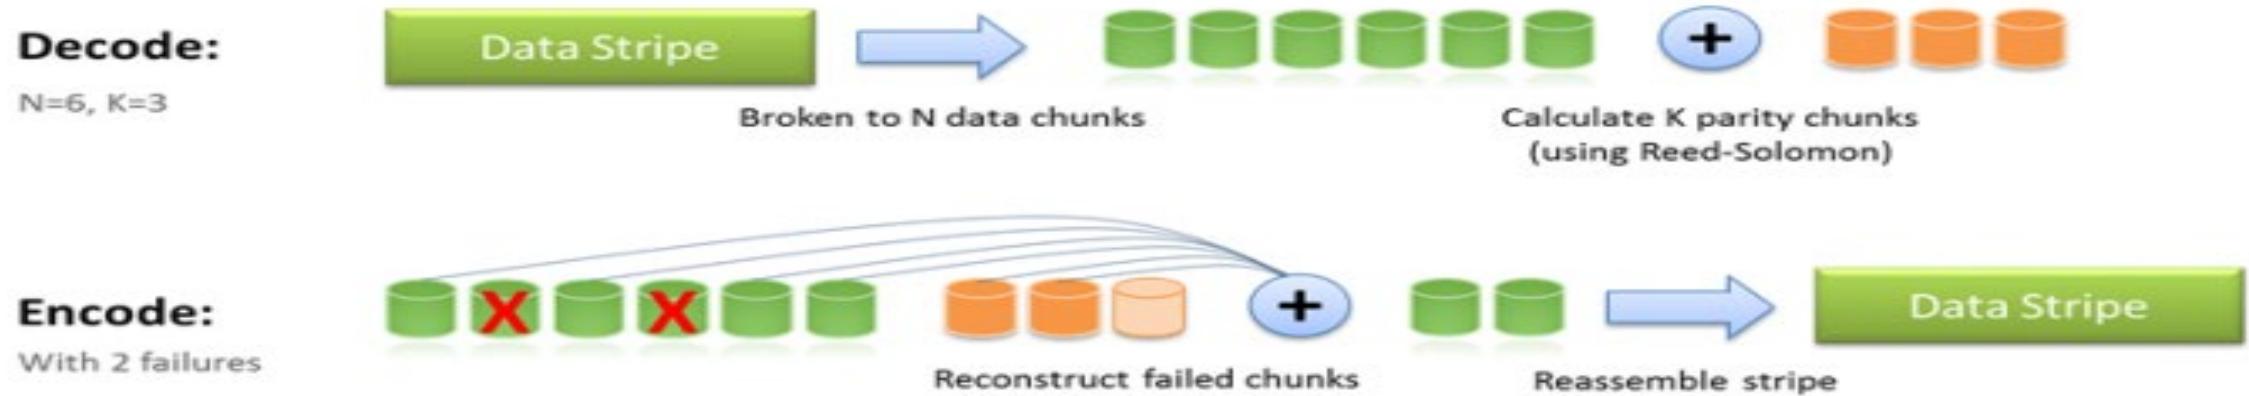 Decode:
N=6, K=3
Data Stripe
Broken to N data chunks
+
Calculate K parity chunks
(using Reed-Solomon)
Encode:
With 2 failures
X
X
Reconstruct failed chunks
+
Reassemble stripe
Data Stripe